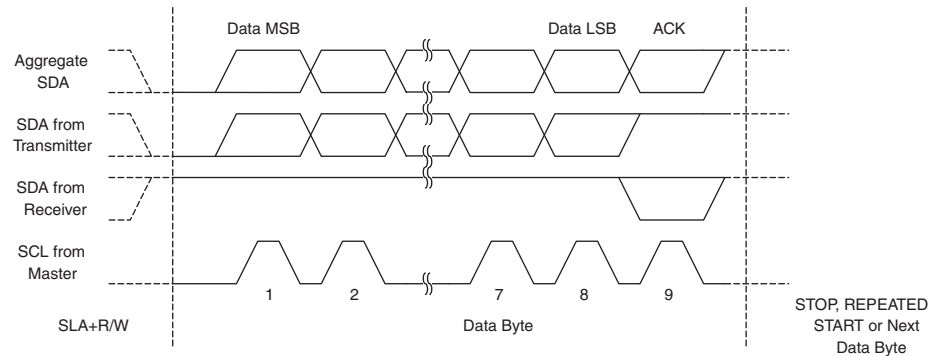 Data MSB
Data LSB
ACK
Aggregate
SDA
SDA from
Transmitter
SDA from
Receiver
SCL from
Master
1
2
7
8
9
SLA+R/W
Data Byte
STOP, REPEATED
START or Next
Data Byte